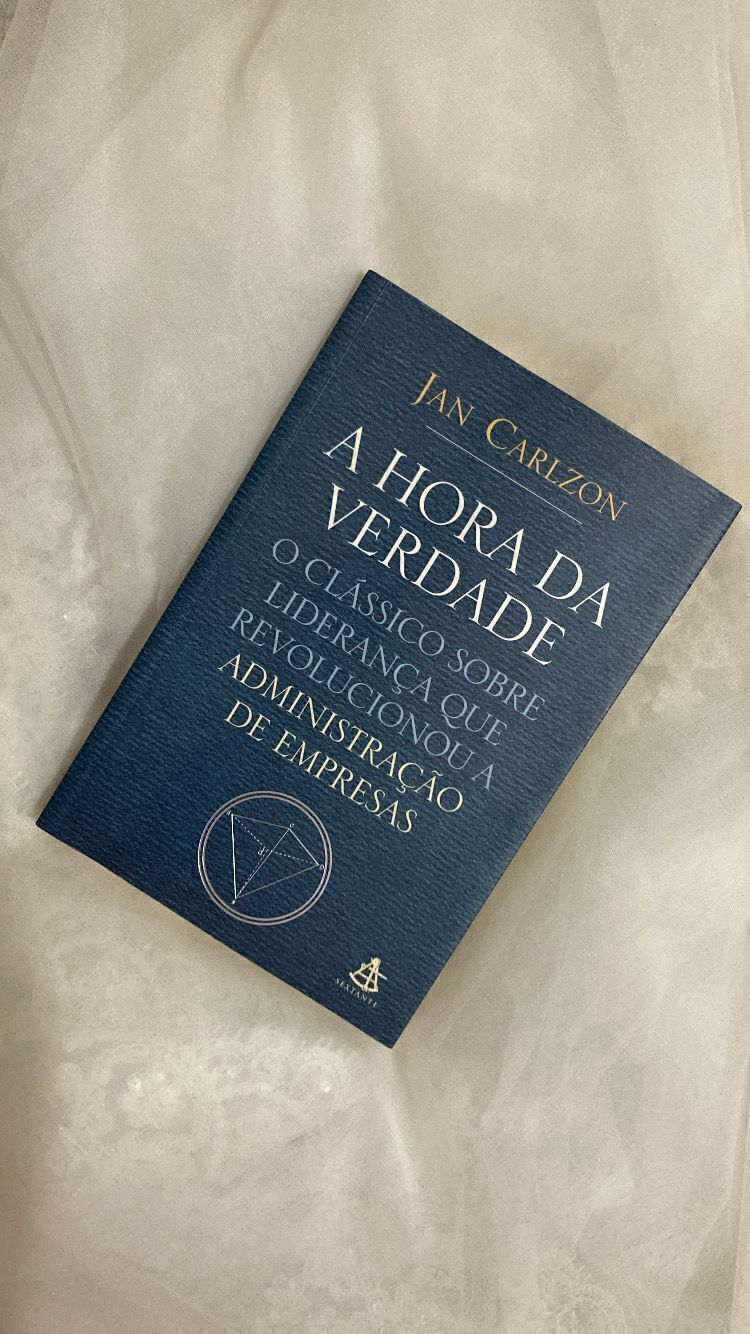 JAN CARLZON
A HORA DA
VERDADE
O CLÁSSICO SOBRE
LIDERANÇA QUE
REVOLUCIONOU A
ADMINISTRAÇÃO
DE EMPRESAS
SEXTANTE